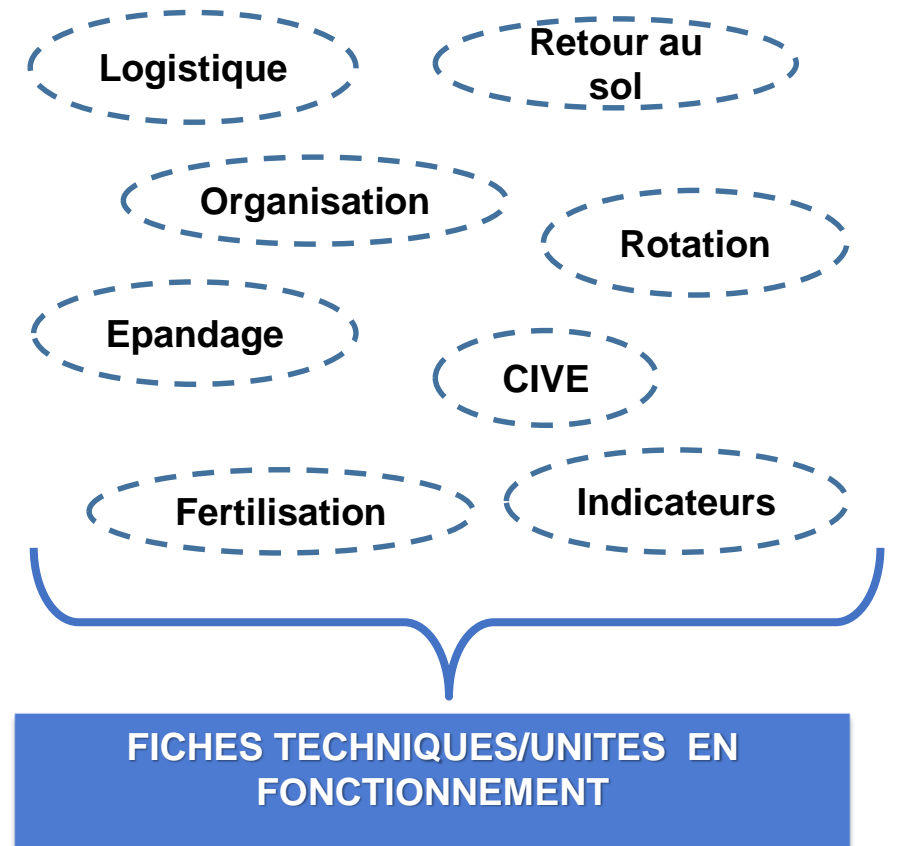 Logistique
Retour au
sol
Organisation
Rotation
Epandage
CIVE
Fertilisation
Indicateurs
FICHES TECHNIQUES/UNITES EN
FONCTIONNEMENT